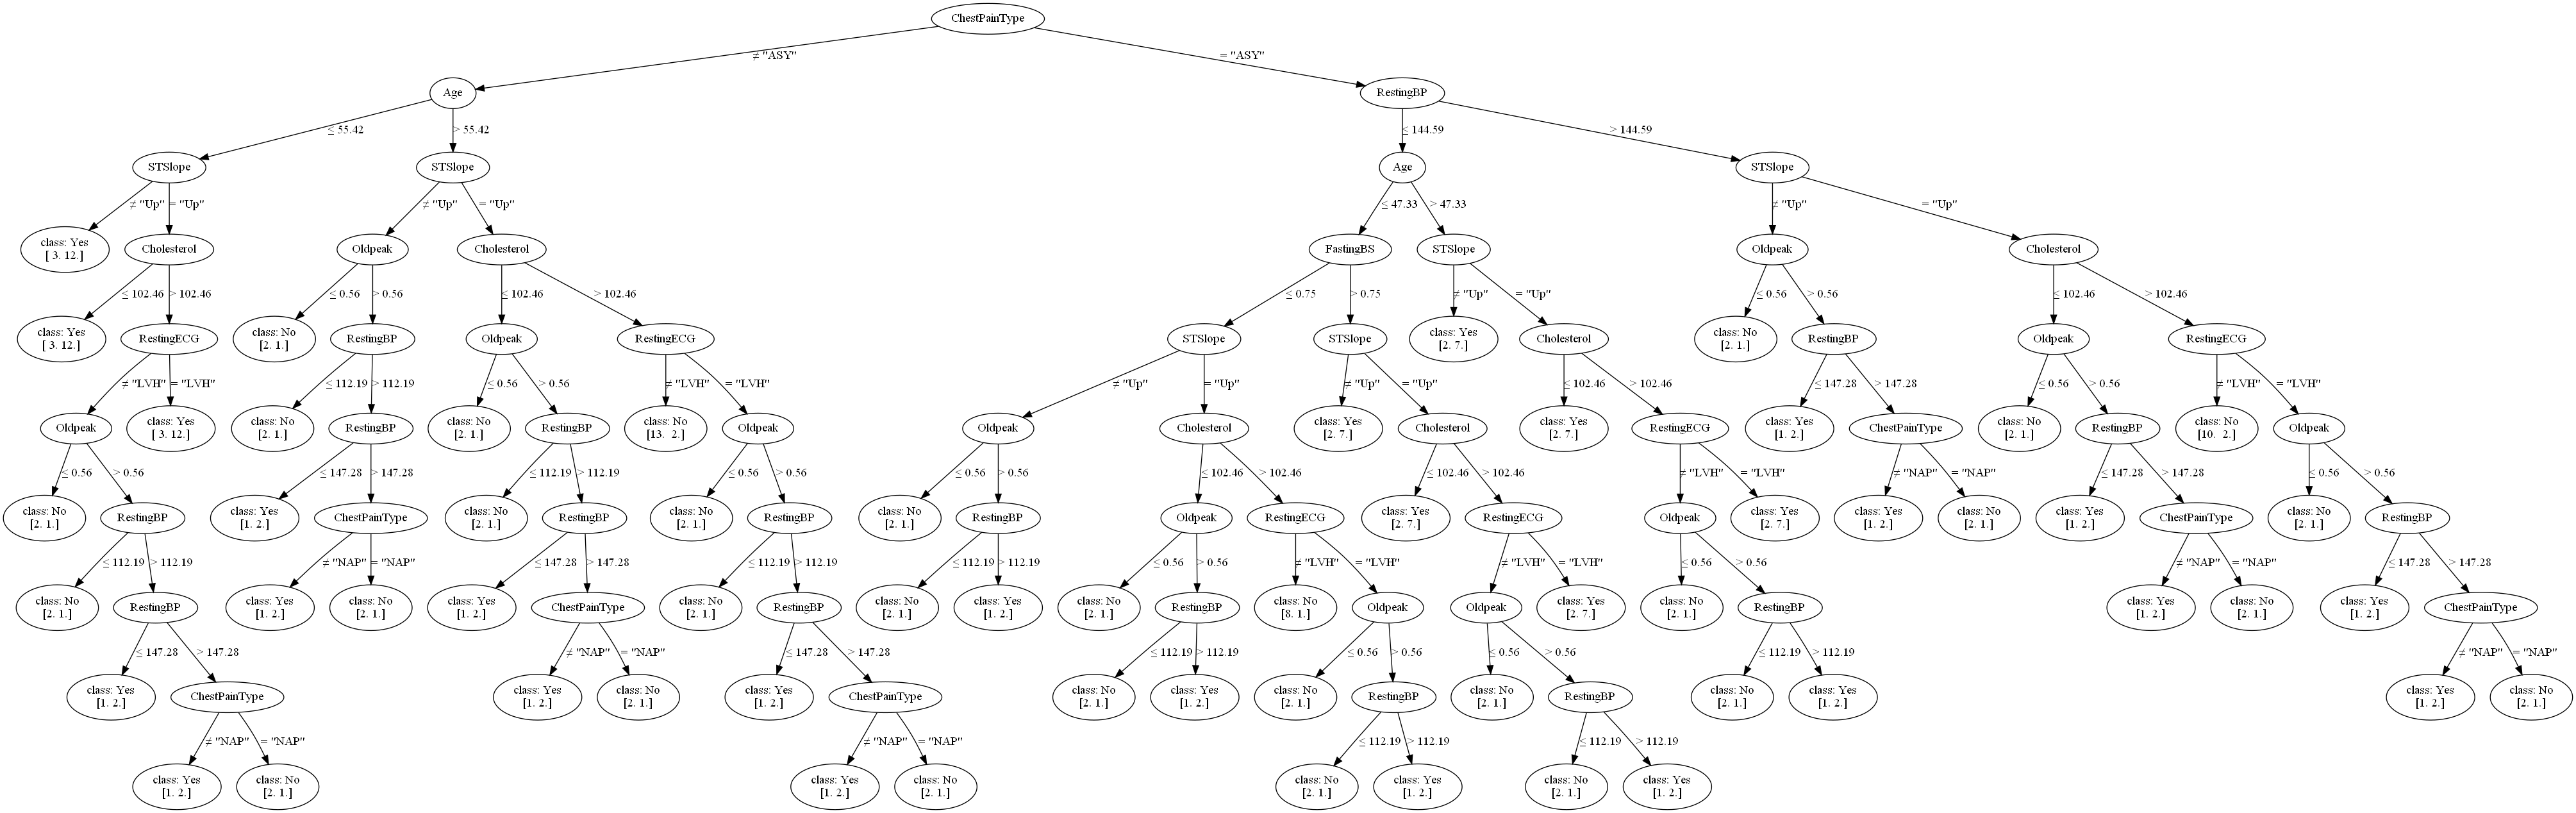 ChestPainType
≠ "ASY"
= "ASY"
Age
RestingBP
≤ 55.42
> 55.42
≤ 144.59
> 144.59
STSlope
STSlope
Age
STSlope
≠ "Up"
= "Up"
≠ "Up"
= "Up"
≤ 47.33
> 47.33
≠ "Up"
= "Up"
class: Yes
[ 3. 12.]
Cholesterol
Oldpeak
Cholesterol
FastingBS
STSlope
Oldpeak
Cholesterol
≤ 102.46
> 102.46
≤ 0.56
> 0.56
≤ 102.46
> 102.46
≤ 0.75
> 0.75
≠ "Up"
= "Up"
≤ 0.56
> 0.56
≤ 102.46
> 102.46
class: Yes
[ 3. 12.]
RestingECG
class: No
[2. 1.]
RestingBP
Oldpeak
RestingECG
STSlope
STSlope
class: Yes
[2. 7.]
Cholesterol
class: No
[2. 1.]
RestingBP
Oldpeak
RestingECG
≠ "LVH"
= "LVH"
≤ 112.19
> 112.19
≤ 0.56
> 0.56
≠ "LVH"
= "LVH"
≠ "Up"
= "Up"
≠ "Up"
= "Up"
≤ 102.46
> 102.46
≤ 147.28
> 147.28
≤ 0.56
> 0.56
≠ "LVH"
= "LVH"
Oldpeak
class: Yes
[ 3. 12.]
class: No
[2. 1.]
RestingBP
class: No
[2. 1.]
RestingBP
class: No
[13. 2.]
Oldpeak
Oldpeak
Cholesterol
class: Yes
[2. 7.]
Cholesterol
class: Yes
[2. 7.]
RestingECG
class: Yes
[1. 2.]
ChestPainType
class: No
[2. 1.]
RestingBP
class: No
[10. 2.]
Oldpeak
≤ 0.56
> 0.56
≤ 147.28
> 147.28
≤ 112.19
> 112.19
≤ 0.56
> 0.56
≤ 0.56
> 0.56
≤ 102.46
> 102.46
≤ 102.46
> 102.46
≠ "LVH"
= "LVH"
≠ "NAP"
= "NAP"
≤ 147.28
> 147.28
≤ 0.56
> 0.56
class: No
[2. 1.]
RestingBP
class: Yes
[1. 2.]
ChestPainType
class: No
[2. 1.]
RestingBP
class: No
[2. 1.]
RestingBP
class: No
[2. 1.]
RestingBP
Oldpeak
RestingECG
class: Yes
[2. 7.]
RestingECG
Oldpeak
class: Yes
[2. 7.]
class: Yes
[1. 2.]
class: No
[2. 1.]
class: Yes
[1. 2.]
ChestPainType
class: No
[2. 1.]
RestingBP
≤ 112.19
> 112.19
≠ "NAP"
= "NAP"
≤ 147.28
> 147.28
≤ 112.19
> 112.19
≤ 112.19
> 112.19
≤ 0.56
> 0.56
≠ "LVH"
= "LVH"
≠ "LVH"
= "LVH"
≤ 0.56
> 0.56
≠ "NAP"
= "NAP"
≤ 147.28
> 147.28
class: No
[2. 1.]
RestingBP
class: Yes
[1. 2.]
class: No
[2. 1.]
class: Yes
[1. 2.]
ChestPainType
class: No
[2. 1.]
RestingBP
class: No
[2. 1.]
class: Yes
[1. 2.]
class: No
[2. 1.]
RestingBP
class: No
[8. 1.]
Oldpeak
Oldpeak
class: Yes
[2. 7.]
class: No
[2. 1.]
RestingBP
class: Yes
[1. 2.]
class: No
[2. 1.]
class: Yes
[1. 2.]
ChestPainType
≤ 147.28
> 147.28
≠ "NAP"
= "NAP"
≤ 147.28
> 147.28
≤ 112.19
> 112.19
≤ 0.56
> 0.56
≤ 0.56
> 0.56
≤ 112.19
> 112.19
≠ "NAP"
= "NAP"
class: Yes
[1. 2.]
ChestPainType
class: Yes
[1. 2.]
class: No
[2. 1.]
class: Yes
[1. 2.]
ChestPainType
class: No
[2. 1.]
class: Yes
[1. 2.]
class: No
[2. 1.]
RestingBP
class: No
[2. 1.]
RestingBP
class: No
[2. 1.]
class: Yes
[1. 2.]
class: Yes
[1. 2.]
class: No
[2. 1.]
≠ "NAP"
= "NAP"
≠ "NAP"
= "NAP"
≤ 112.19
> 112.19
≤ 112.19
> 112.19
class: Yes
[1. 2.]
class: No
[2. 1.]
class: Yes
[1. 2.]
class: No
[2. 1.]
class: No
[2. 1.]
class: Yes
[1. 2.]
class: No
[2. 1.]
class: Yes
[1. 2.]